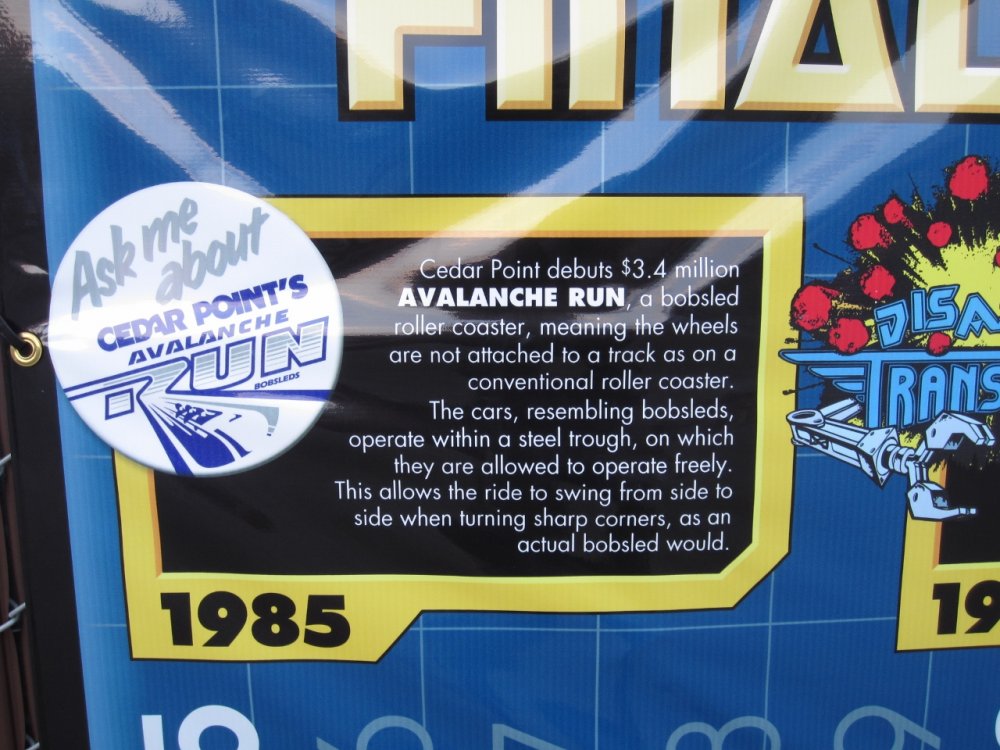 Ask me
about
CEDAR POINT'S
AVALANCHE
RUN
BOBSLEDS
Cedar Point debuts $3.4 million
AVALANCHE RUN, a bobsled
roller coaster, meaning the wheels
are not attached to a track as on a
conventional roller coaster.
The cars, resembling bobsleds,
operate within a steel trough, on which
they are allowed to operate freely.
This allows the ride to swing from side to
side when turning sharp corners, as an
actual bobsled would.
1985
DISA
TRANS
19